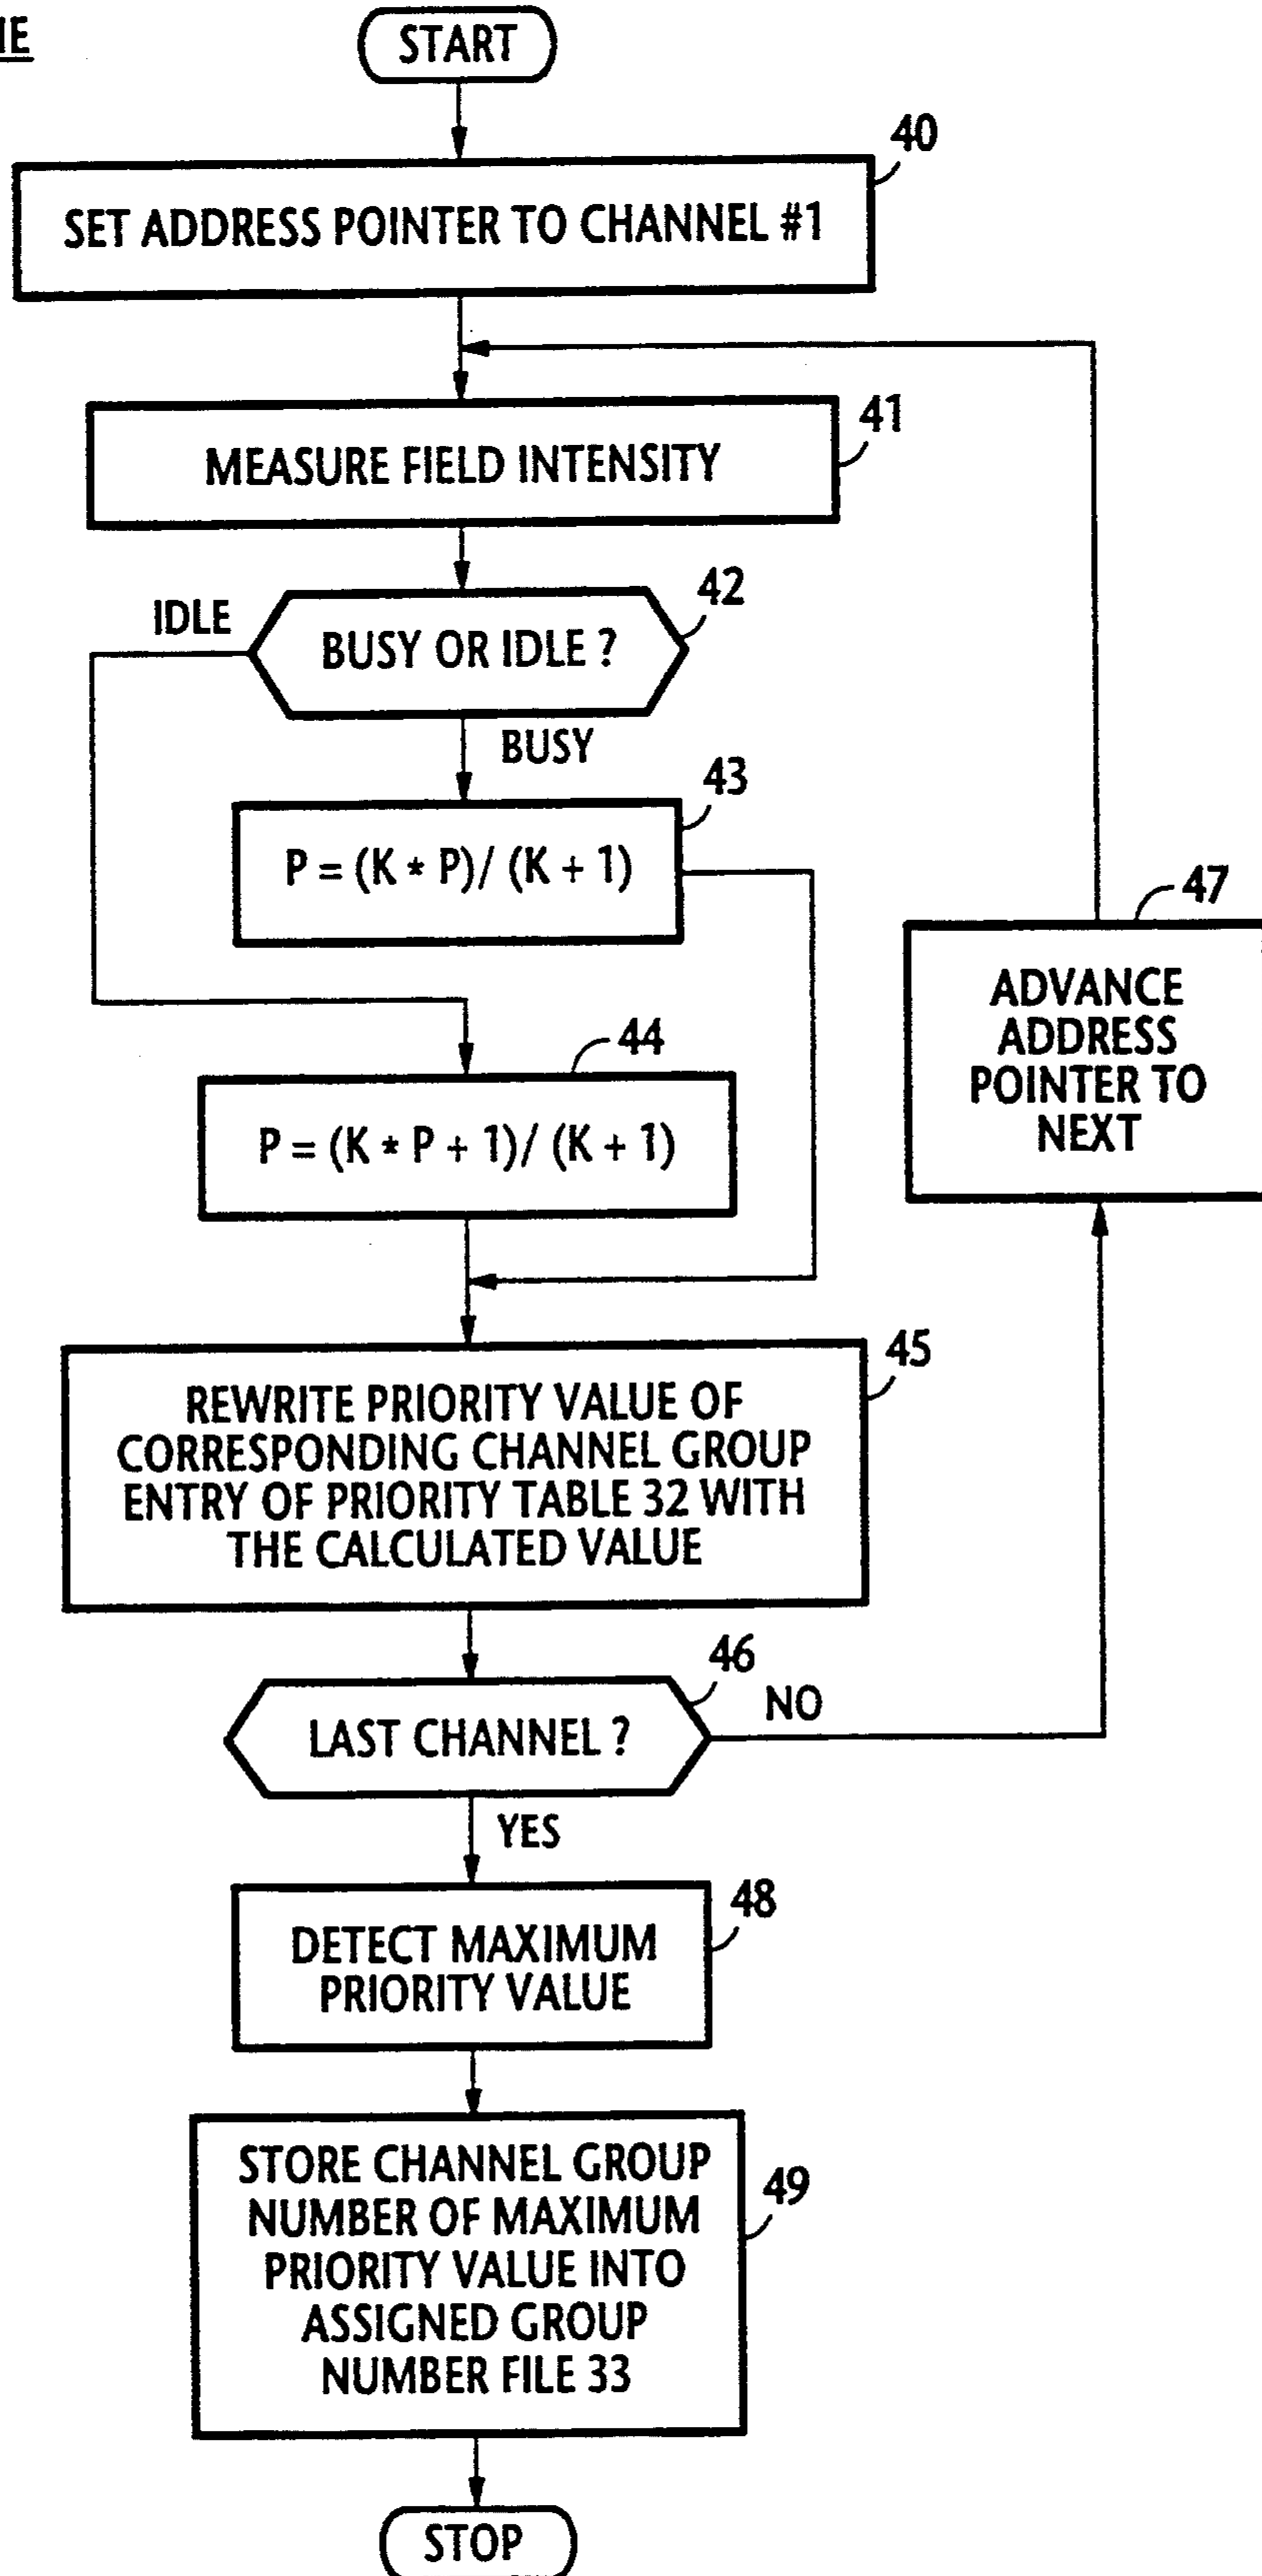 START
40
SET ADDRESS POINTER TO CHANNEL #1
41
MEASURE FIELD INTENSITY
42
IDLE
BUSY OR IDLE ?
BUSY
43
P = (K * P)/ (K + 1)
47
ADVANCE
ADDRESS
POINTER TO
NEXT
44
P = (K * P + 1)/ (K + 1)
45
REWRITE PRIORITY VALUE OF
CORRESPONDING CHANNEL GROUP
ENTRY OF PRIORITY TABLE 32 WITH
THE CALCULATED VALUE
46
NO
LAST CHANNEL ?
YES
48
DETECT MAXIMUM
PRIORITY VALUE
49
STORE CHANNEL GROUP
NUMBER OF MAXIMUM
PRIORITY VALUE INTO
ASSIGNED GROUP
NUMBER FILE 33
STOP